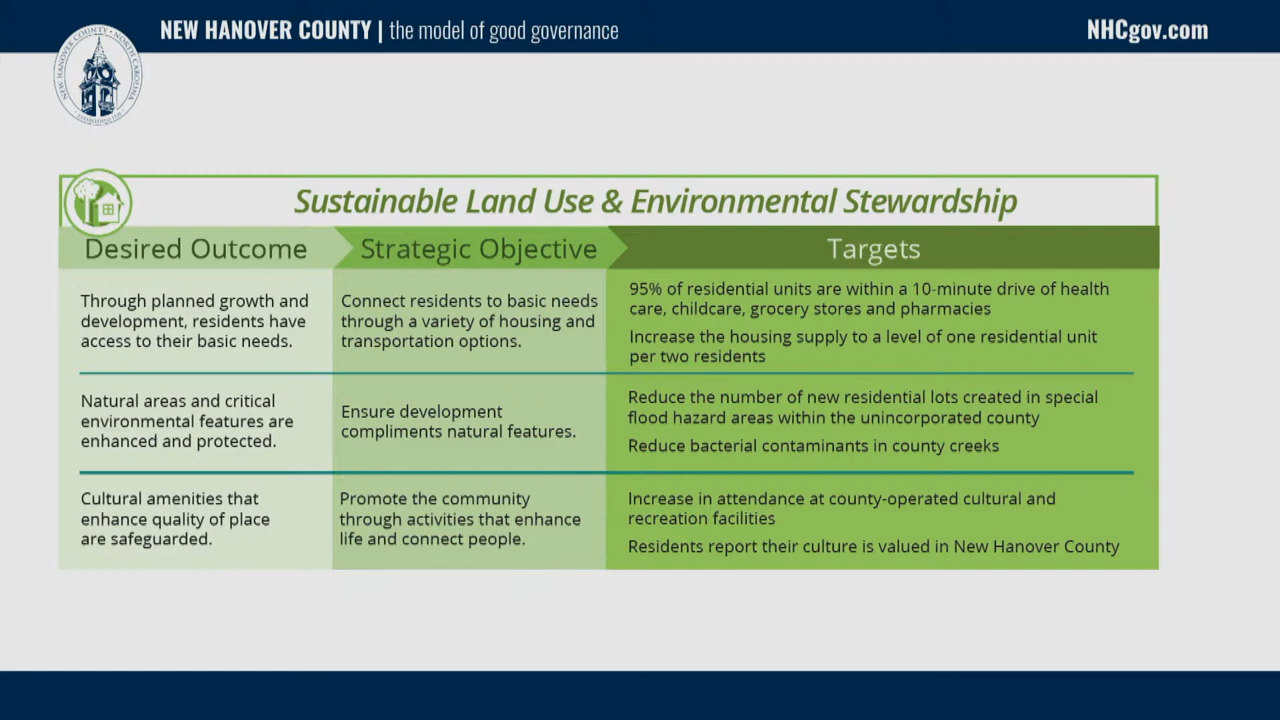 NEW HANOVER COUNTY | the model of good governance
NHCgov.com
NEW HANOVER COUNTY • NORTH CAROLINA
Sustainable Land Use & Environmental Stewardship
Desired Outcome
Strategic Objective
Targets
Through planned growth and
development, residents have
access to their basic needs.
Connect residents to basic needs
through a variety of housing and
transportation options.
95% of residential units are within a 10-minute drive of health
care, childcare, grocery stores and pharmacies
Increase the housing supply to a level of one residential unit
per two residents
Natural areas and critical
environmental features are
enhanced and protected.
Ensure development
compliments natural features.
Reduce the number of new residential lots created in special
flood hazard areas within the unincorporated county
Reduce bacterial contaminants in county creeks
Cultural amenities that
enhance quality of place
are safeguarded.
Promote the community
through activities that enhance
life and connect people.
Increase in attendance at county-operated cultural and
recreation facilities
Residents report their culture is valued in New Hanover County